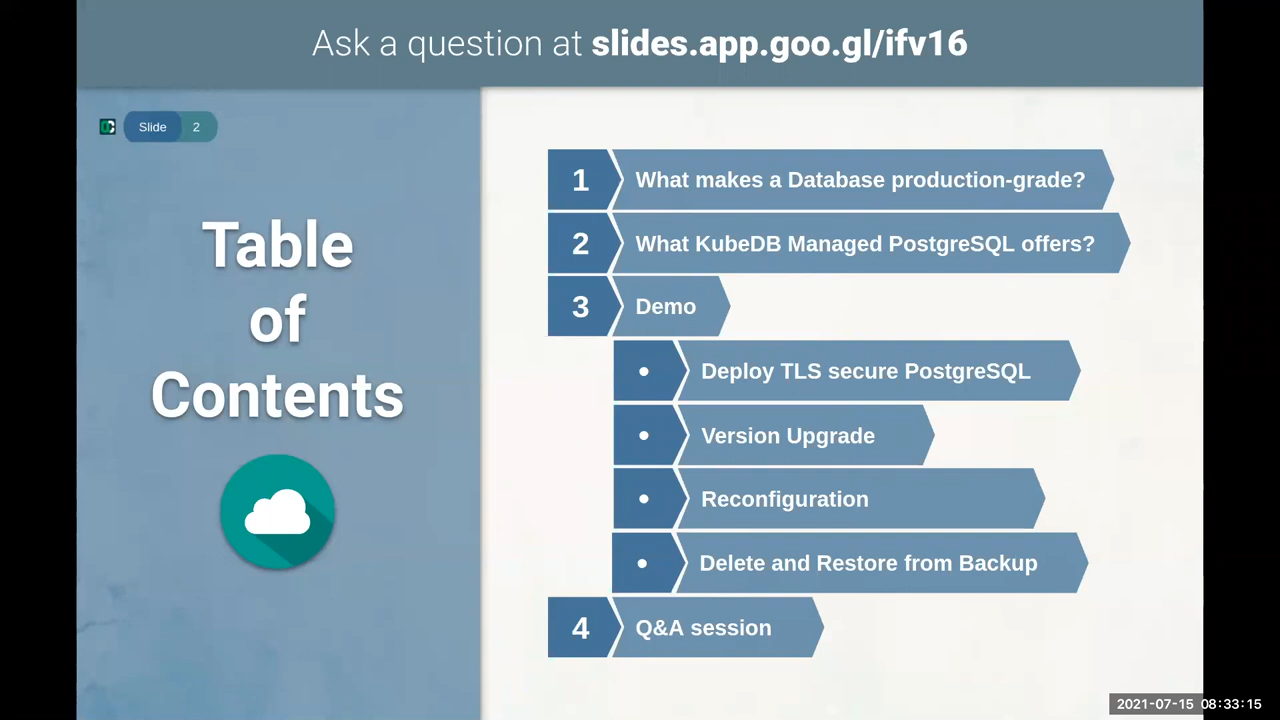 Ask a question at slides.app.goo.gl/ifv16
Slide 2
Table
of
Contents
1 What makes a Database production-grade?
2 What KubeDB Managed PostgreSQL offers?
3 Demo
• Deploy TLS secure PostgreSQL
• Version Upgrade
• Reconfiguration
• Delete and Restore from Backup
4 Q&A session
2021-07-15 08:33:15